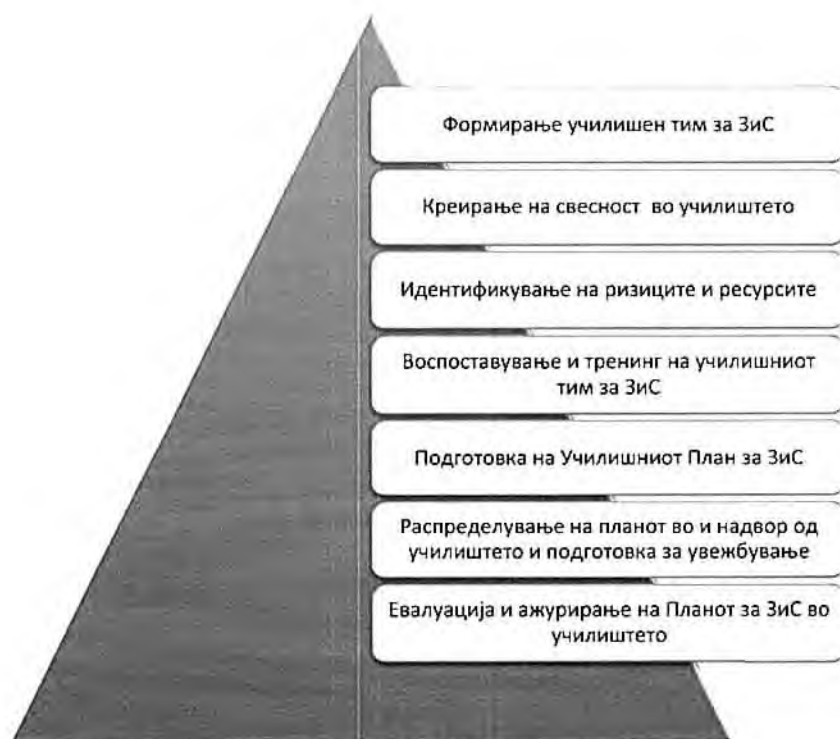 Формирање училишен тим за ЗиС
Креирање на свесност во училиштето
Идентификување на ризиците и ресурсите
Воспоставување и тренинг на училишниот
тим за ЗиС
Подготовка на Училишниот План за ЗиС
Распределување на планот во и надвор од
училиштето и подготовка за увежбување
Евалуација и ажурирање на Планот за ЗиС во
училиштето